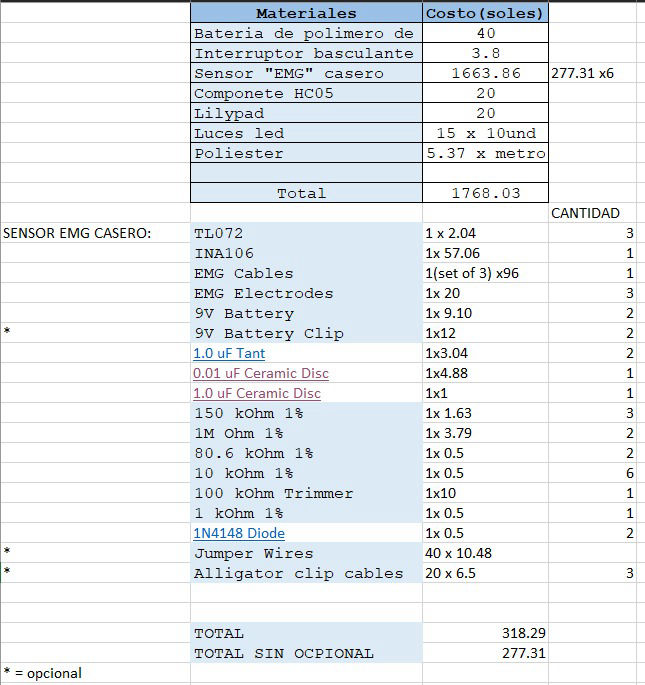 Materiales Costo(soles)
Bateria de polimero de 40
Interruptor basculante 3.8
Sensor "EMG" casero 1663.86 277.31 x6
Componete HC05 20
Lilypad 20
Luces led 15 x 10und
Poliester 5.37 x metro
Total 1768.03
CANTIDAD
SENSOR EMG CASERO: TL072 1 x 2.04 3
INA106 1x 57.06 1
EMG Cables 1(set of 3) x96 1
EMG Electrodes 1x 20 3
9V Battery 1x 9.10 2
* 9V Battery Clip 1x12 2
1.0 uF Tant 1x3.04 2
0.01 uF Ceramic Disc 1x4.88 1
1.0 uF Ceramic Disc 1x1 1
150 kOhm 1% 1x 1.63 3
1M Ohm 1% 1x 3.79 2
80.6 kOhm 1% 1x 0.5 2
10 kOhm 1% 1x 0.5 6
100 kOhm Trimmer 1x10 1
1 kOhm 1% 1x 0.5 1
1N4148 Diode 1x 0.5 2
* Jumper Wires 40 x 10.48
* Alligator clip cables 20 x 6.5 3
TOTAL 318.29
TOTAL SIN OCPIONAL 277.31
* = opcional